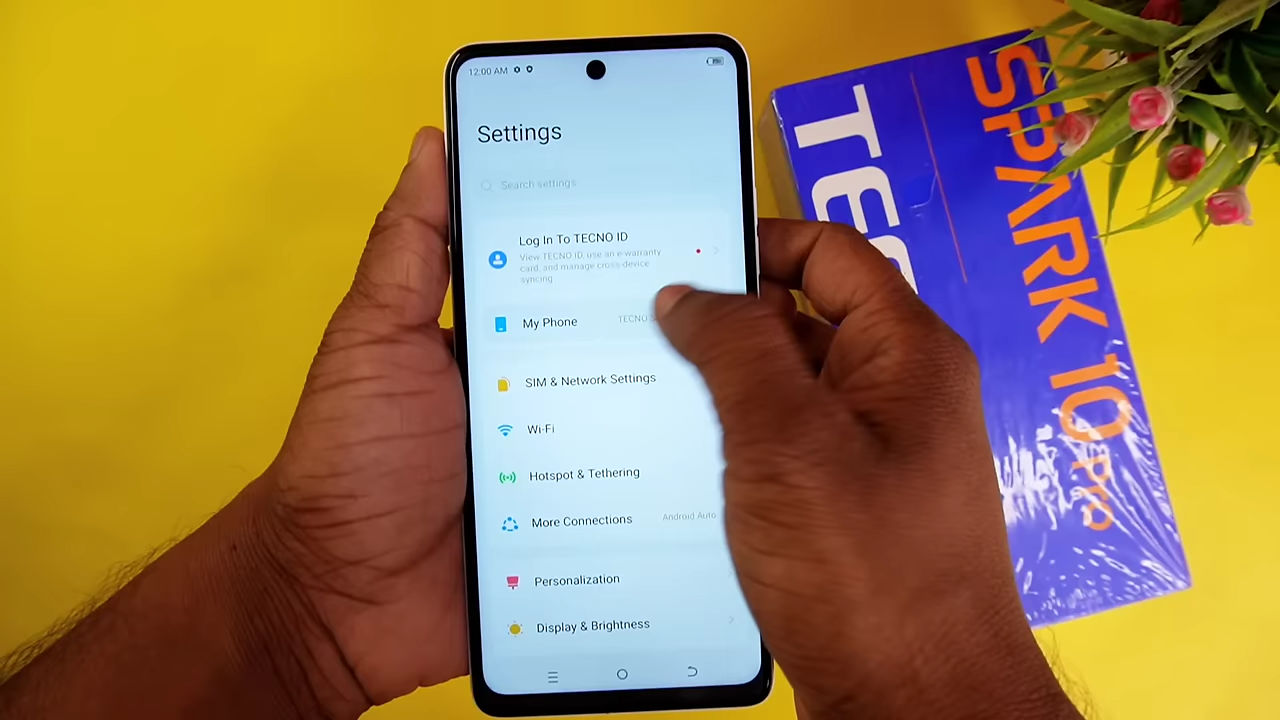 12:00 AM
Settings
Search settings
Log In To TECNO ID
View TECNO ID, use an e-warranty
card, and manage cross-device
syncing
My Phone
TECNO
SIM & Network Settings
Wi-Fi
Hotspot & Tethering
More Connections
Android Auto
Personalization
Display & Brightness
SPARK 10 Pro